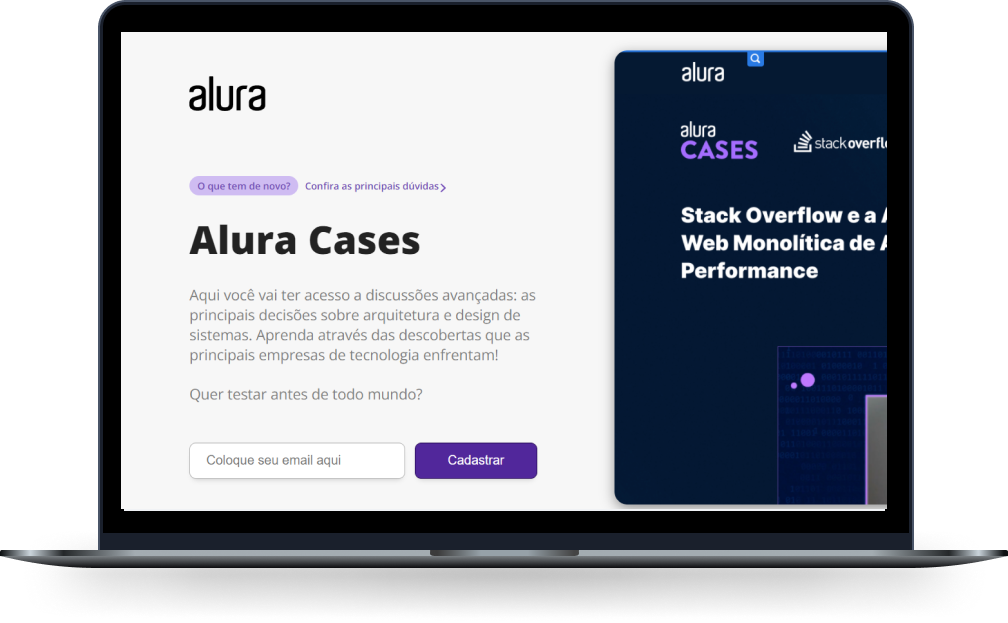 alura
O que tem de novo? Confira as principais dúvidas
Alura Cases
Aqui você vai ter acesso a discussões avançadas: as
principais decisões sobre arquitetura e design de
sistemas. Aprenda através das descobertas que as
principais empresas de tecnologia enfrentam!
Quer testar antes de todo mundo?
Coloque seu email aqui
Cadastrar
alura
alura
CASES
stackoverfl
Stack Overflow e a A
Web Monolítica de A
Performance